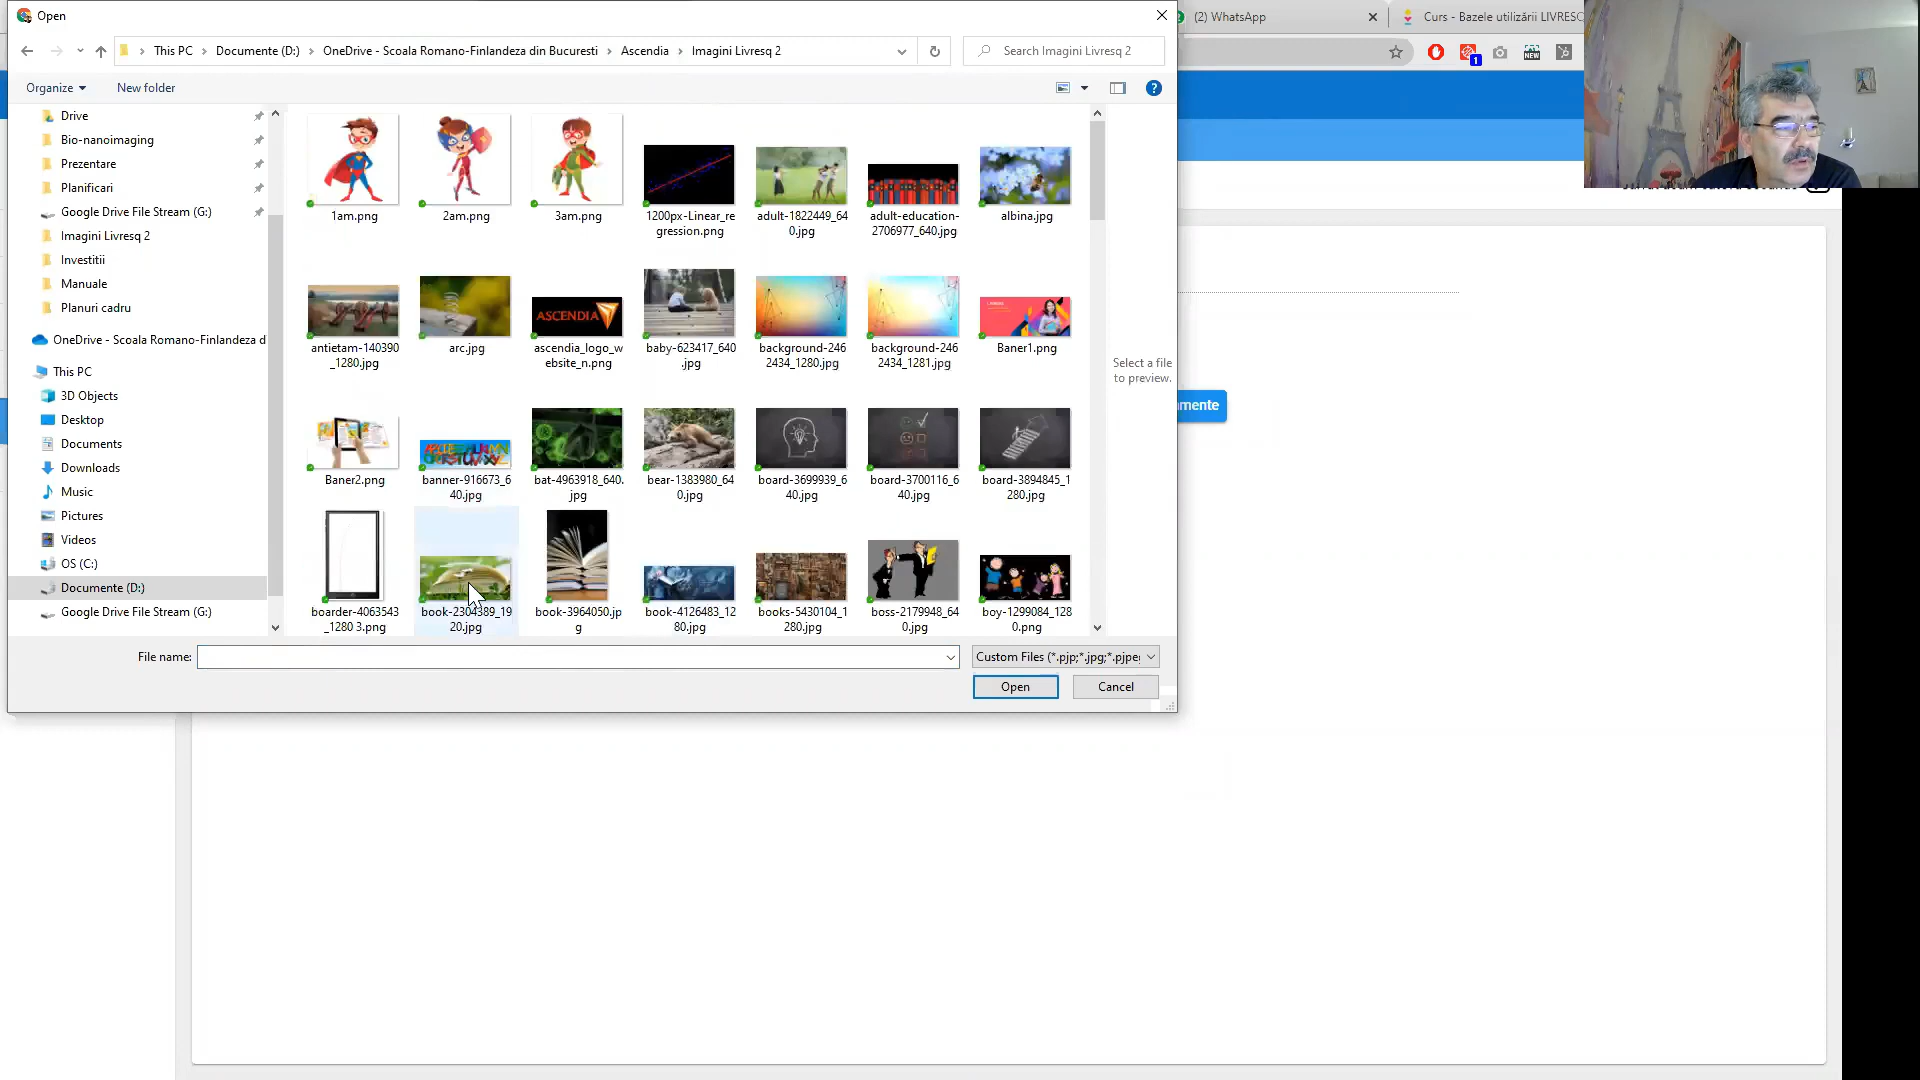 Open
(2) WhatsApp
Curs - Bazele utilizării LIVRESC
This PC > Documente (D:) > OneDrive - Scoala Romano-Finlandeza din Bucuresti > Ascendia > Imagini Livresq 2
Search Imagini Livresq 2
NEW
1
Organize
New folder
?
Drive
Bio-nanoimaging
Prezentare
Planificari
Google Drive File Stream (G:)
Imagini Livresq 2
Investitii
Manuale
Planuri cadru
OneDrive - Scoala Romano-Finlandeza d
This PC
3D Objects
Desktop
Documents
Downloads
Music
Pictures
Videos
OS (C:)
Documente (D:)
Google Drive File Stream (G:)
1am.png
2am.png
3am.png
1200px-Linear_re
gression.png
adult-1822449_64
0.jpg
adult-education-
2706977_640.jpg
albina.jpg
ASCENDIA
antietam-140390
_1280.jpg
arc.jpg
ascendia_logo_w
ebsite_n.png
baby-623417_640
.jpg
background-246
2434_1280.jpg
background-246
2434_1281.jpg
Baner1.png
Select a file
to preview.
Baner2.png
banner-916673_6
40.jpg
bat-4963918_640.
jpg
bear-1383980_64
0.jpg
board-3699939_6
40.jpg
board-3700116_6
40.jpg
board-3894845_1
280.jpg
mente
boarder-4063543
_1280 3.png
book-2304389_19
20.jpg
book-3964050.jp
g
book-4126483_12
80.jpg
books-5430104_1
280.jpg
boss-2179948_64
0.jpg
boy-1299084_128
0.png
File name:
Custom Files (*.pjp;*.jpg;*.pjpe
Open
Cancel